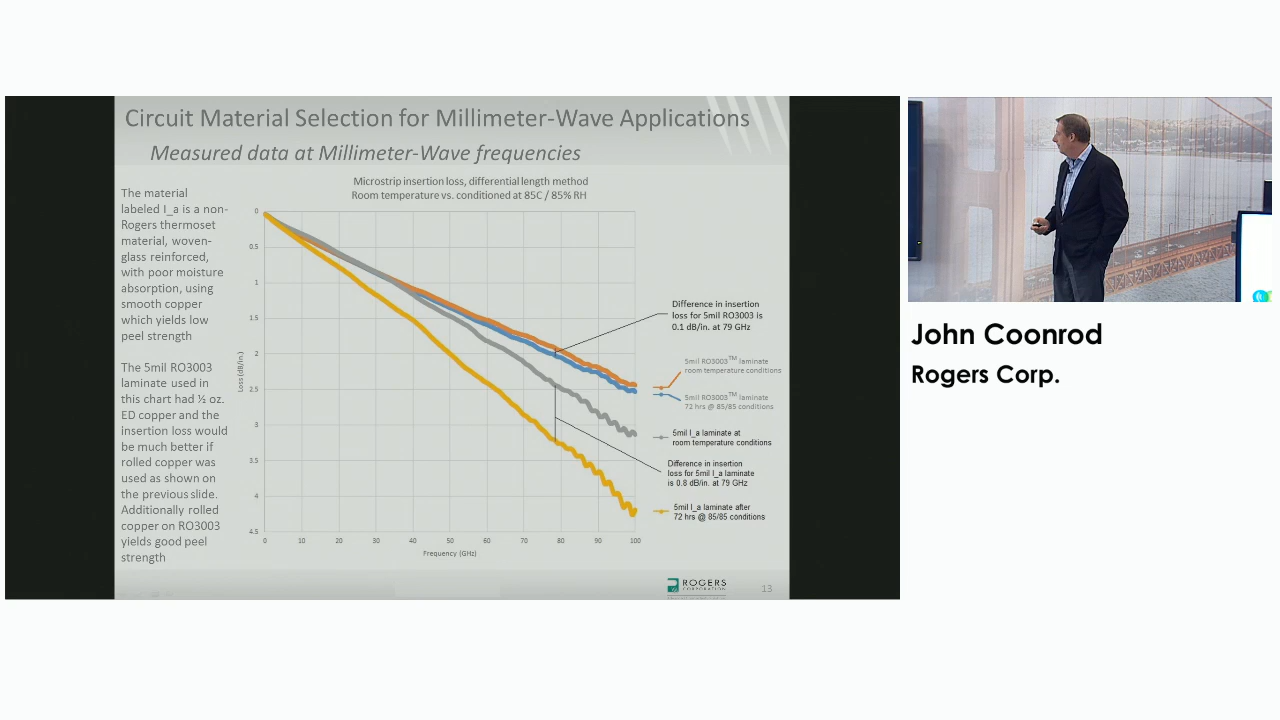 Circuit Material Selection for Millimeter-Wave Applications
Measured data at Millimeter-Wave frequencies
The material
labeled I_a is a non-
Rogers thermoset
material, woven-
glass reinforced,
with poor moisture
absorption, using
smooth copper
which yields low
peel strength
The 5mil RO3003
laminate used in
this chart had ½ oz.
ED copper and the
insertion loss would
be much better if
rolled copper was
used as shown on
the previous slide.
Additionally rolled
copper on RO3003
yields good peel
strength
Microstrip insertion loss, differential length method
Room temperature vs. conditioned at 85C / 85% RH
Loss (dB/in.)
0
0.5
1
1.5
2
2.5
3
3.5
4
4.5
0 10 20 30 40 50 60 70 80 90 100
Frequency (GHz)
Difference in insertion
loss for 5mil RO3003 is
0.1 dB/in. at 79 GHz
5mil RO3003™ laminate
room temperature conditions
5mil RO3003™ laminate
72 hrs @ 85/85 conditions
5mil I_a laminate at
room temperature conditions
Difference in insertion
loss for 5mil I_a laminate
is 0.8 dB/in. at 79 GHz
5mil I_a laminate after
72 hrs @ 85/85 conditions
ROGERS
CORPORATION
13
John Coonrod
Rogers Corp.